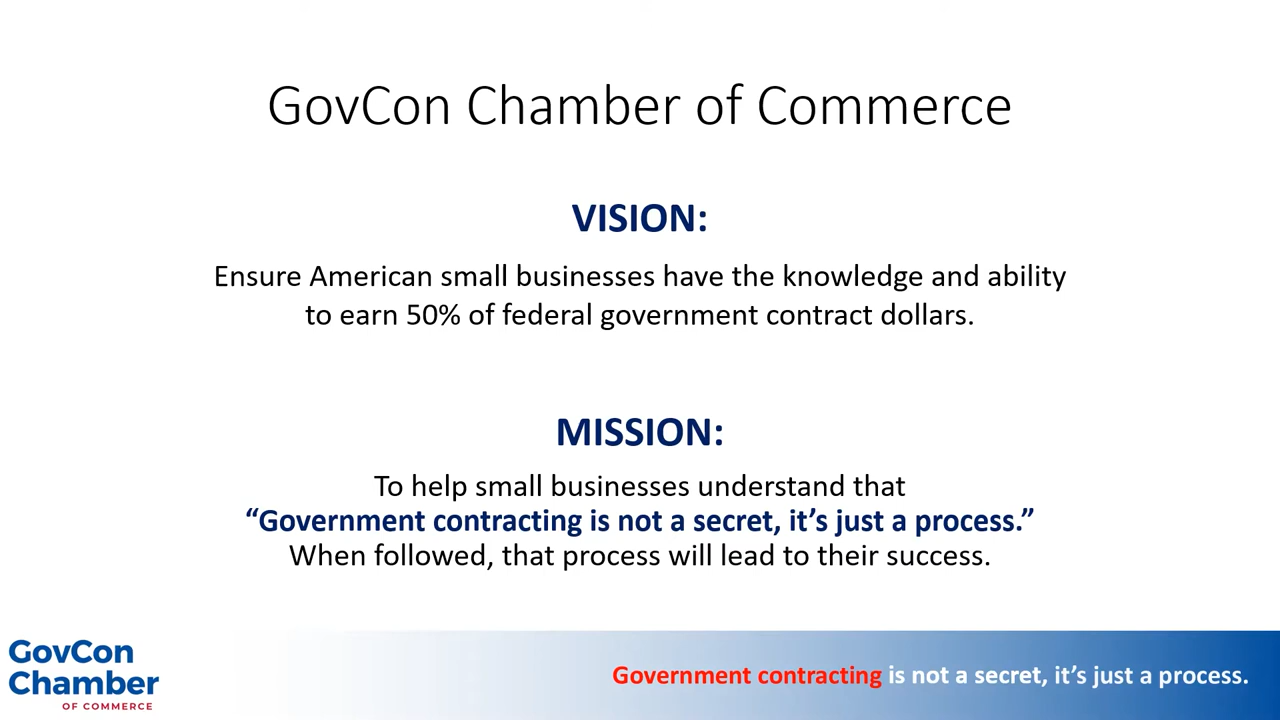 GovCon Chamber of Commerce
VISION:
Ensure American small businesses have the knowledge and ability
to earn 50% of federal government contract dollars.
MISSION:
To help small businesses understand that
“Government contracting is not a secret, it’s just a process.”
When followed, that process will lead to their success.
GovCon
Chamber
OF COMMERCE
Government contracting is not a secret, it’s just a process.